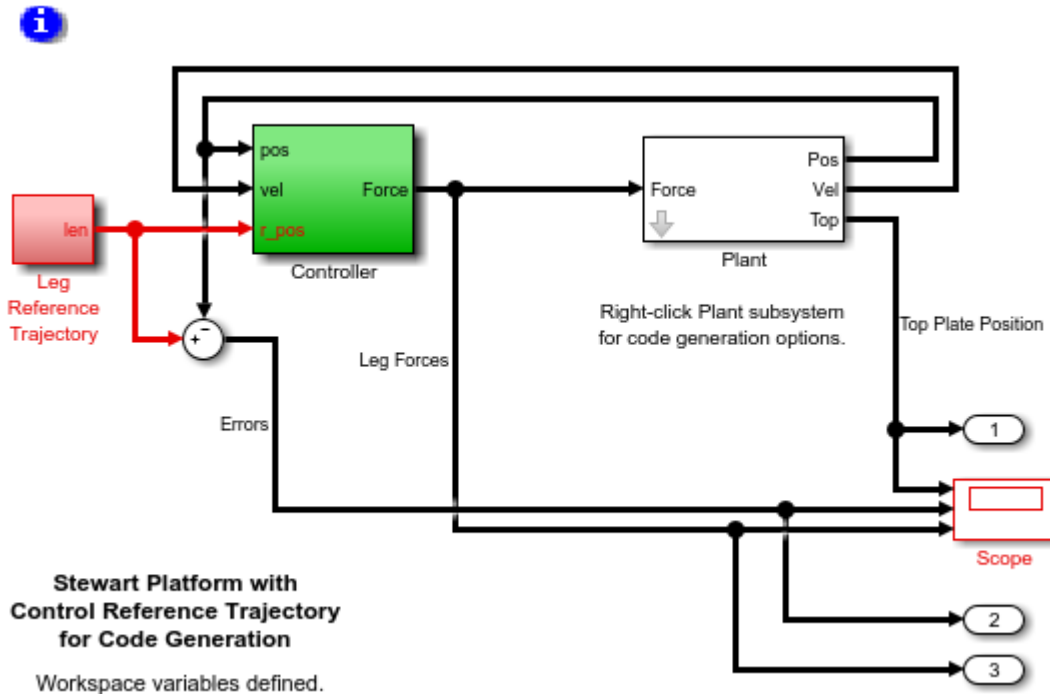 i
pos
vel
r_pos
Force
Controller
len
Leg
Reference
Trajectory
Force
Pos
Vel
Top
Plant
Right-click Plant subsystem
for code generation options.
Top Plate Position
+
−
Leg Forces
Errors
1
Scope
2
3
Stewart Platform with
Control Reference Trajectory
for Code Generation
Workspace variables defined.